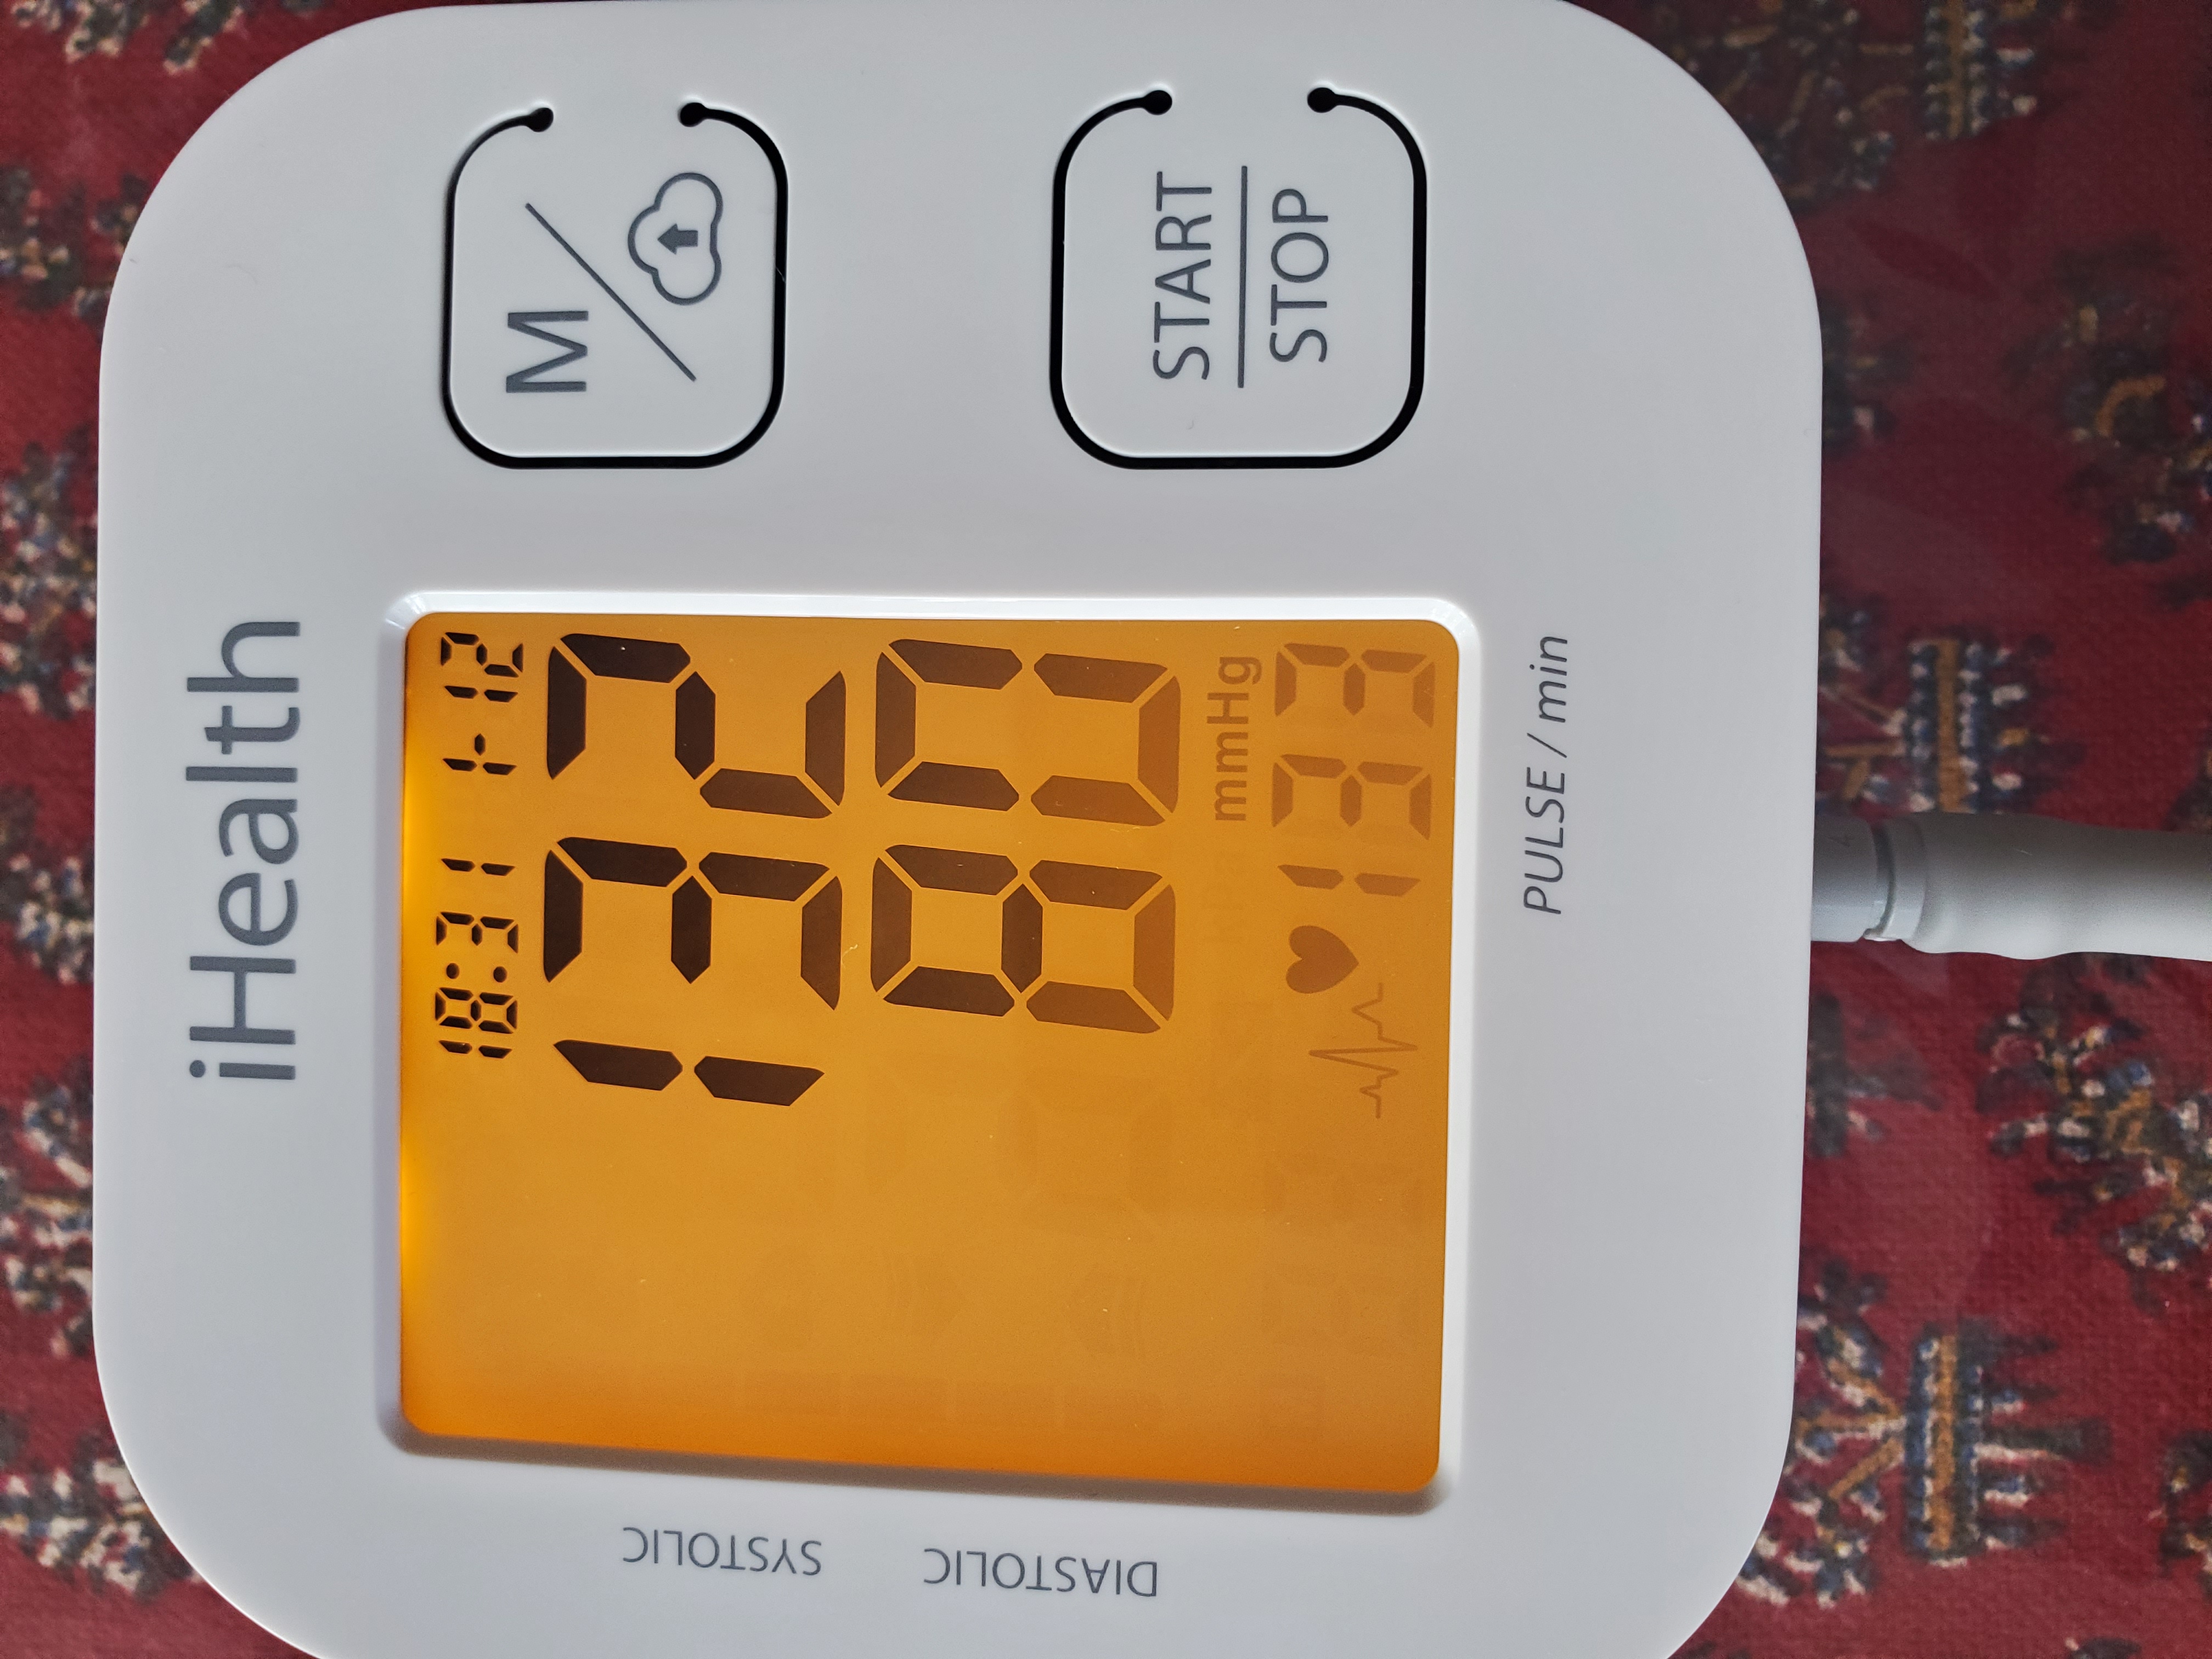 iHealth
18:31 1-12
132
80
mmHg
133
SYSTOLIC
DIASTOLIC
PULSE / min
M
START
STOP